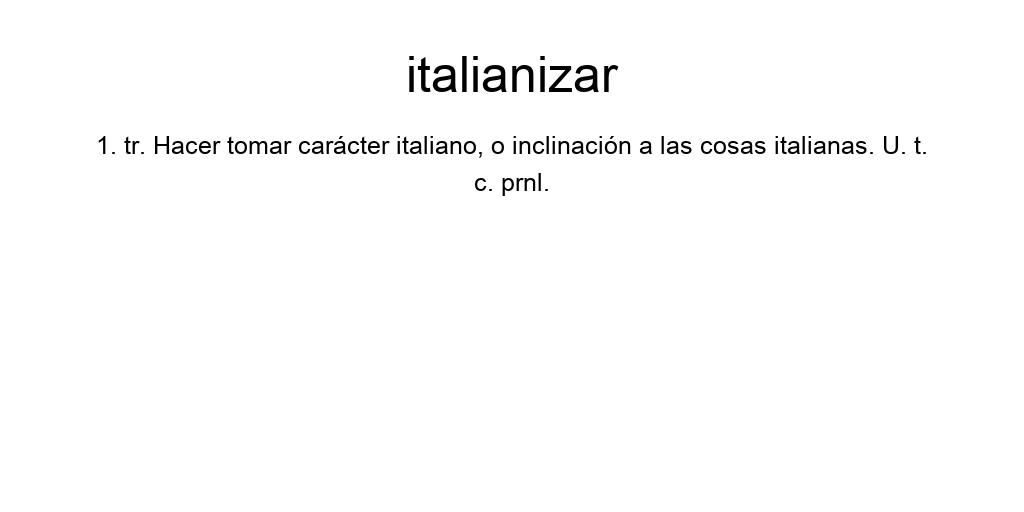 italianizar
1. tr. Hacer tomar carácter italiano, o inclinación a las cosas italianas. U. t.
c. prnl.